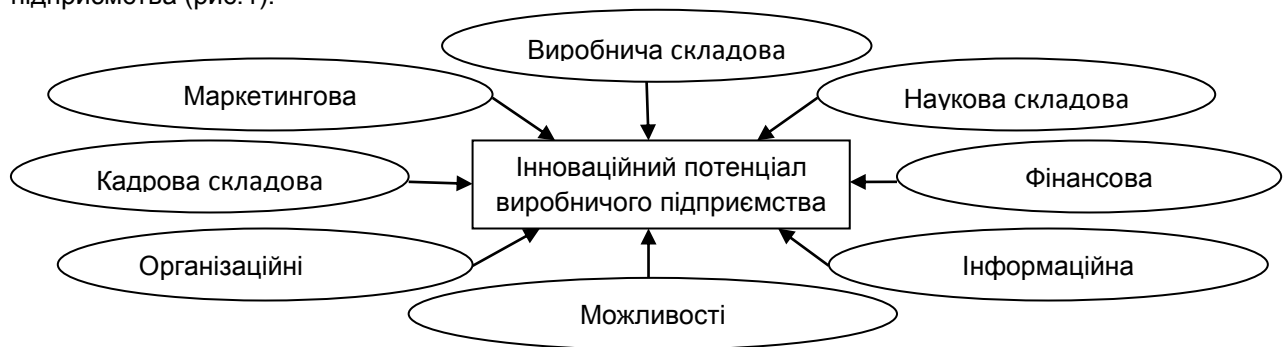 підприємства (рис.1).
Виробнича складова
Маркетингова
Наукова складова
Інноваційний потенціал
виробничого підприємства
Кадрова складова
Фінансова
Організаційні
Інформаційна
Можливості